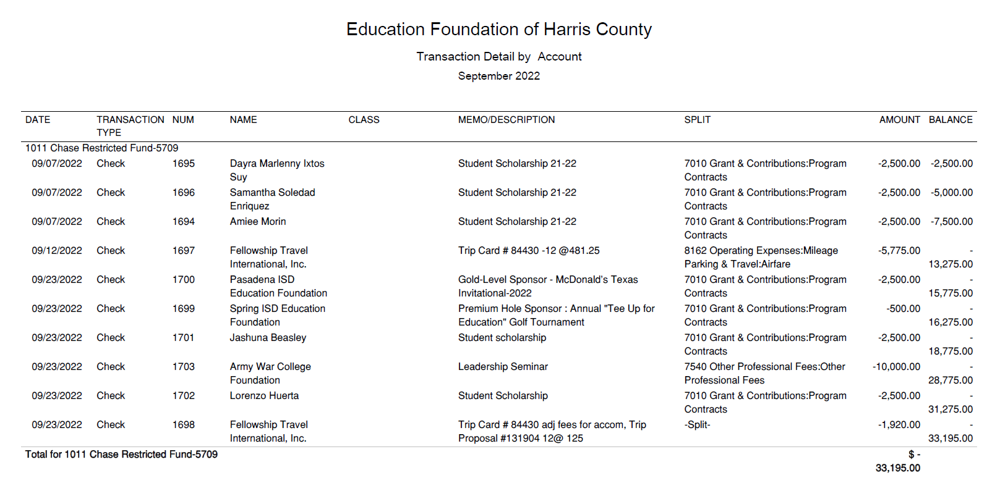 Education Foundation of Harris County
Transaction Detail by Account
September 2022
DATE TRANSACTION NUM NAME CLASS MEMO/DESCRIPTION SPLIT AMOUNT BALANCE
TYPE
1011 Chase Restricted Fund-5709
09/07/2022 Check 1695 Dayra Marlenny Ixtos Student Scholarship 21-22 7010 Grant & Contributions:Program -2,500.00 -2,500.00
Suy Contracts
09/07/2022 Check 1696 Samantha Soledad Student Scholarship 21-22 7010 Grant & Contributions:Program -2,500.00 -5,000.00
Enriquez Contracts
09/07/2022 Check 1694 Amiee Morin Student Scholarship 21-22 7010 Grant & Contributions:Program -2,500.00 -7,500.00
Contracts
09/12/2022 Check 1697 Fellowship Travel Trip Card # 84430 -12 @481.25 8162 Operating Expenses:Mileage -5,775.00 -
International, Inc. Parking & Travel:Airfare 13,275.00
09/23/2022 Check 1700 Pasadena ISD Gold-Level Sponsor - McDonald's Texas 7010 Grant & Contributions:Program -2,500.00 -
Education Foundation Invitational-2022 Contracts 15,775.00
09/23/2022 Check 1699 Spring ISD Education Premium Hole Sponsor : Annual "Tee Up for 7010 Grant & Contributions:Program -500.00 -
Foundation Education" Golf Tournament Contracts 16,275.00
09/23/2022 Check 1701 Jashuna Beasley Student scholarship 7010 Grant & Contributions:Program -2,500.00 -
Contracts 18,775.00
09/23/2022 Check 1703 Army War College Leadership Seminar 7540 Other Professional Fees:Other -10,000.00 -
Foundation Professional Fees 28,775.00
09/23/2022 Check 1702 Lorenzo Huerta Student Scholarship 7010 Grant & Contributions:Program -2,500.00 -
Contracts 31,275.00
09/23/2022 Check 1698 Fellowship Travel Trip Card # 84430 adj fees for accom, Trip -Split- -1,920.00 -
International, Inc. Proposal #131904 12@ 125 33,195.00
Total for 1011 Chase Restricted Fund-5709 $ -
33,195.00